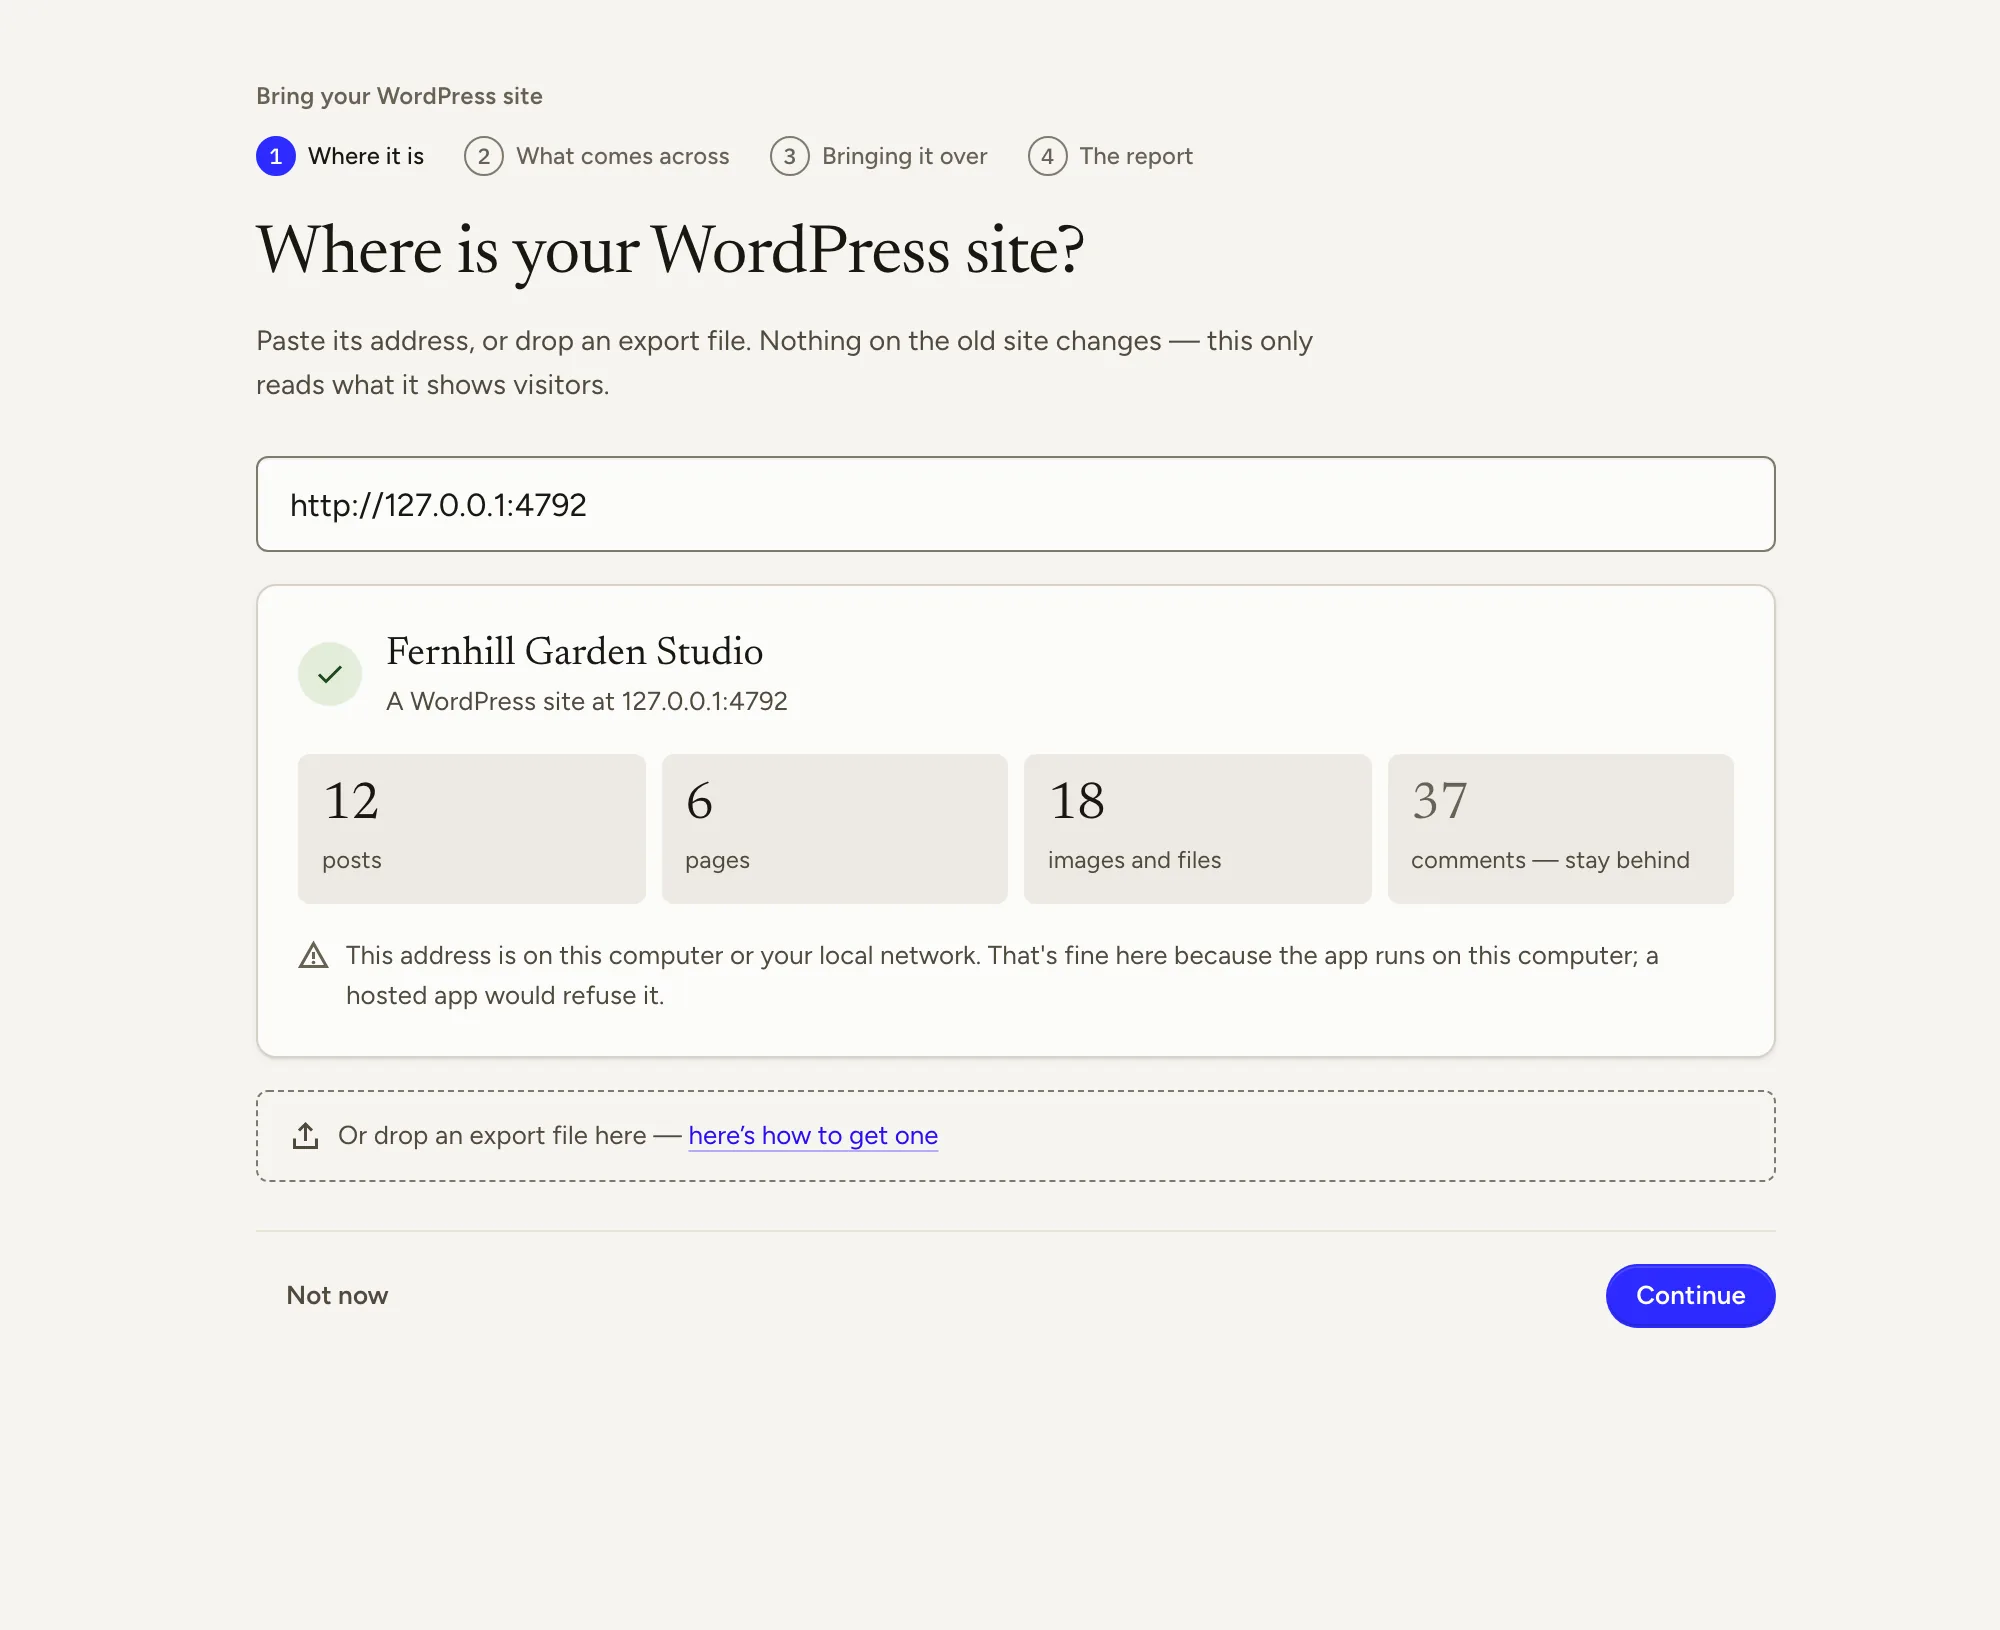 Bring your WordPress site
1 Where it is 2 What comes across 3 Bringing it over 4 The report
Where is your WordPress site?
Paste its address, or drop an export file. Nothing on the old site changes — this only
reads what it shows visitors.
http://127.0.0.1:4792
Fernhill Garden Studio
A WordPress site at 127.0.0.1:4792
12 6 18 37
posts pages images and files comments — stay behind
This address is on this computer or your local network. That's fine here because the app runs on this computer; a
hosted app would refuse it.
Or drop an export file here — here’s how to get one
Not now Continue